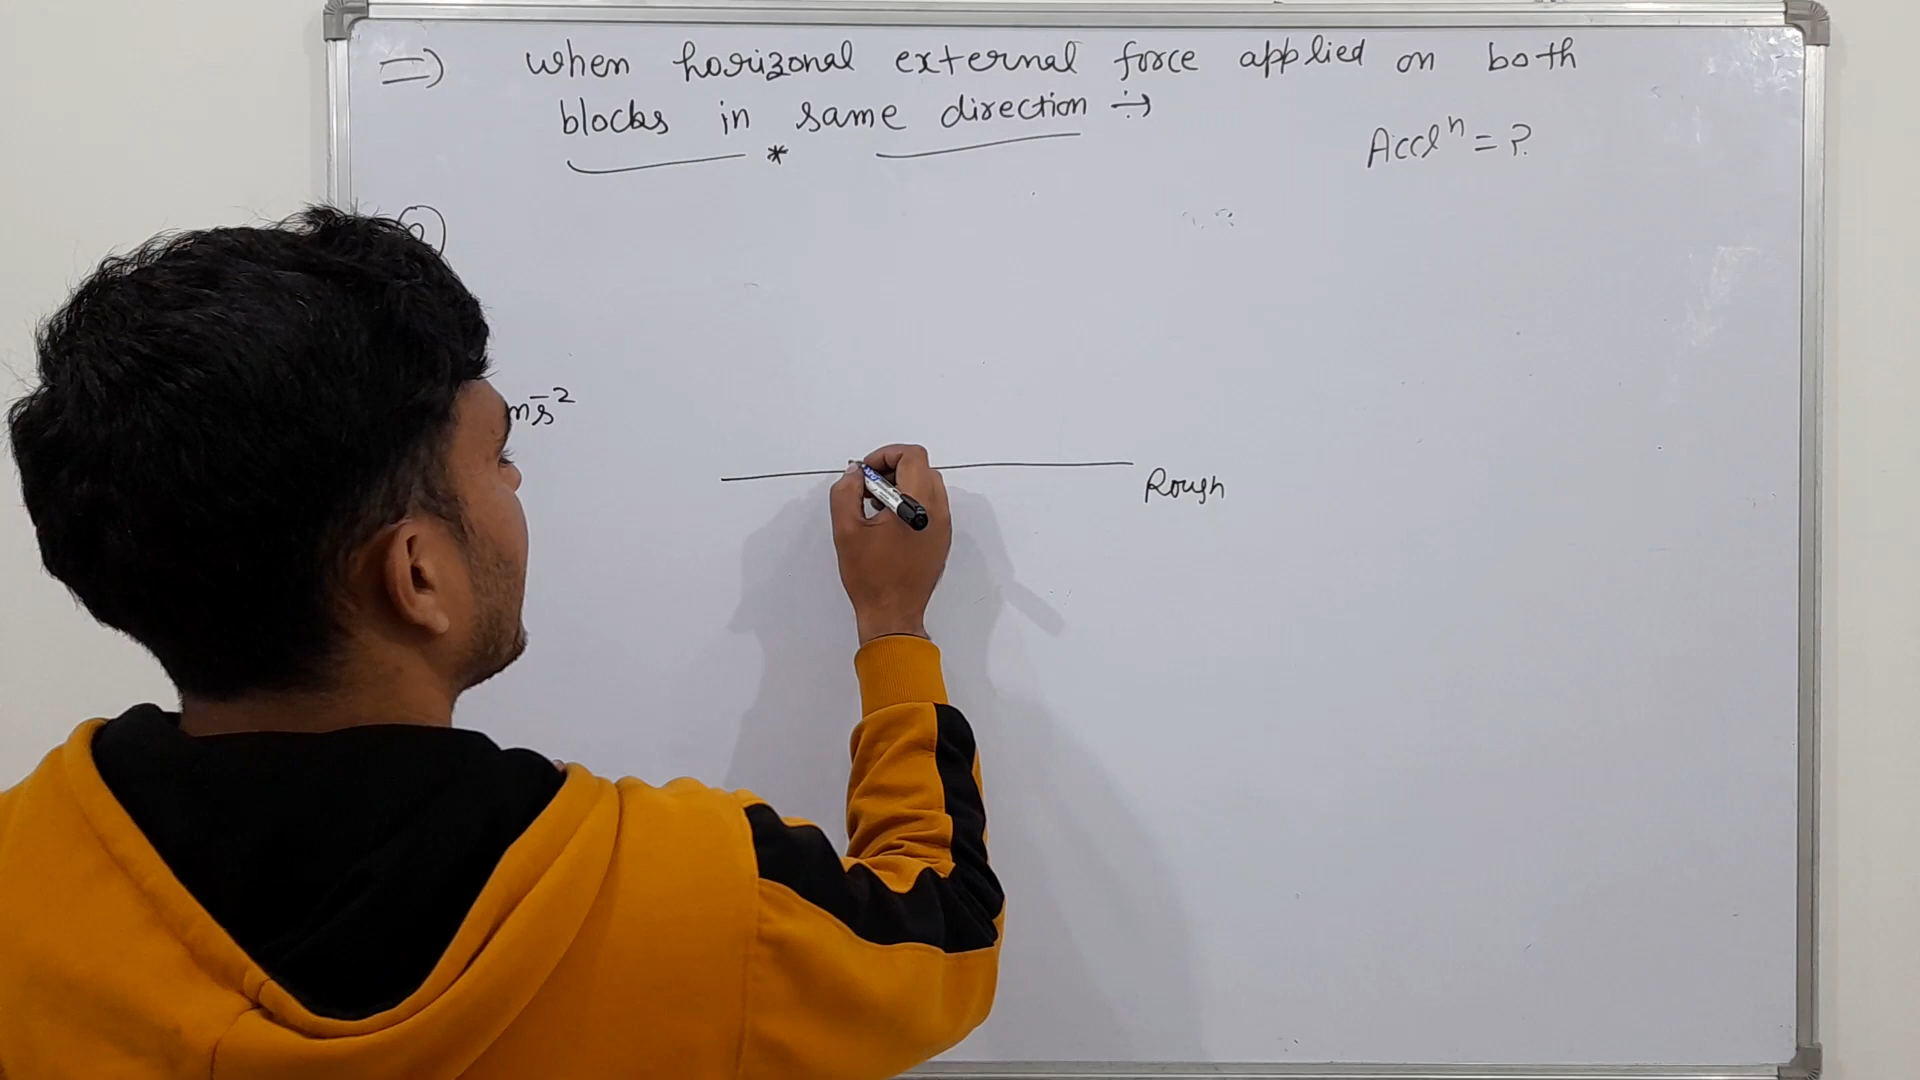 => when horizonal external force applied on both
blocks in same direction ÷→
*
Accl^n = ?
ms̄²
Rough